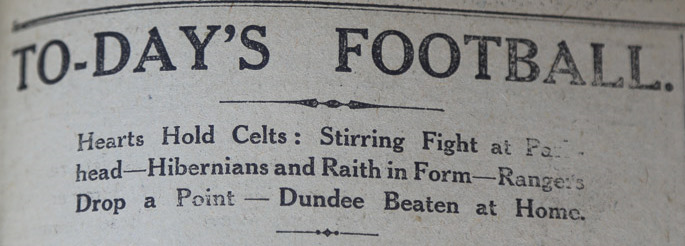 TO-DAY'S FOOTBALL.
Hearts Hold Celts: Stirring Fight at
head—Hibernians and Raith in Form—Rangers
Drop a Point — Dundee Beaten at Home.